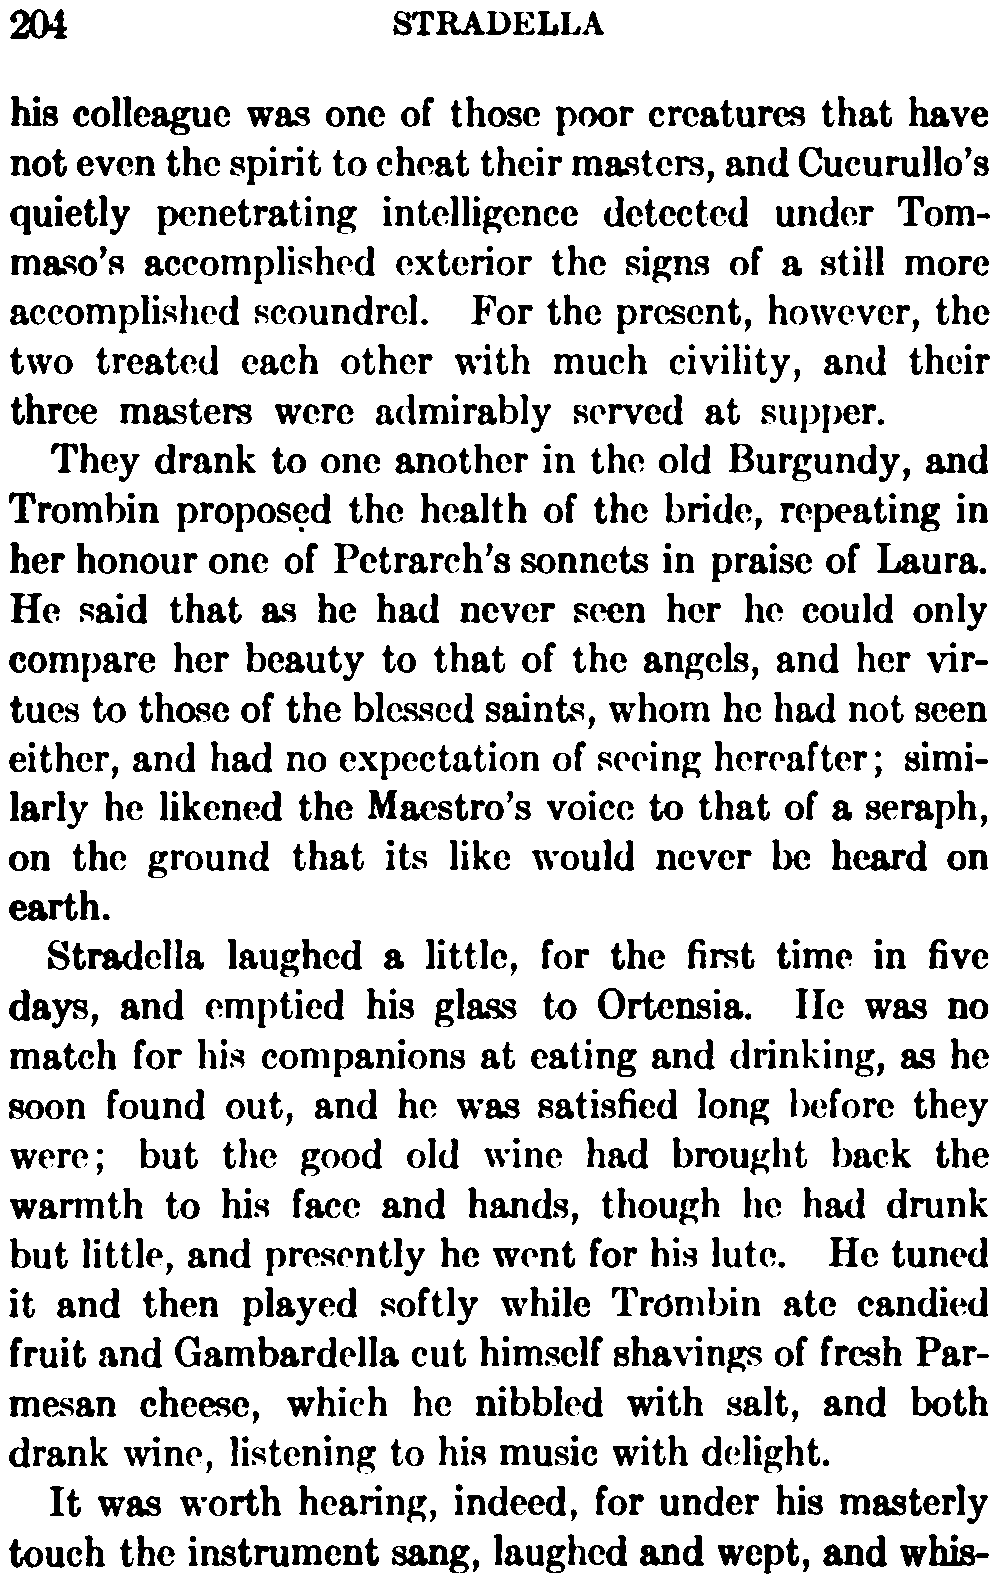 204 STRADELLA
his colleague was one of those poor creatures that have
not even the spirit to cheat their masters, and Cucurullo's
quietly penetrating intelligence detected under Tom-
maso's accomplished exterior the signs of a still more
accomplished scoundrel. For the present, however, the
two treated each other with much civility, and their
three masters were admirably served at supper.
They drank to one another in the old Burgundy, and
Trombin proposed the health of the bride, repeating in
her honour one of Petrarch's sonnets in praise of Laura.
He said that as he had never seen her he could only
compare her beauty to that of the angels, and her vir-
tues to those of the blessed saints, whom he had not seen
either, and had no expectation of seeing hereafter; simi-
larly he likened the Maestro's voice to that of a seraph,
on the ground that its like would never be heard on
earth.
Stradella laughed a little, for the first time in five
days, and emptied his glass to Ortensia. He was no
match for his companions at eating and drinking, as he
soon found out, and he was satisfied long before they
were; but the good old wine had brought back the
warmth to his face and hands, though he had drunk
but little, and presently he went for his lute. He tuned
it and then played softly while Trombin ate candied
fruit and Gambardella cut himself shavings of fresh Par-
mesan cheese, which he nibbled with salt, and both
drank wine, listening to his music with delight.
It was worth hearing, indeed, for under his masterly
touch the instrument sang, laughed and wept, and whis-